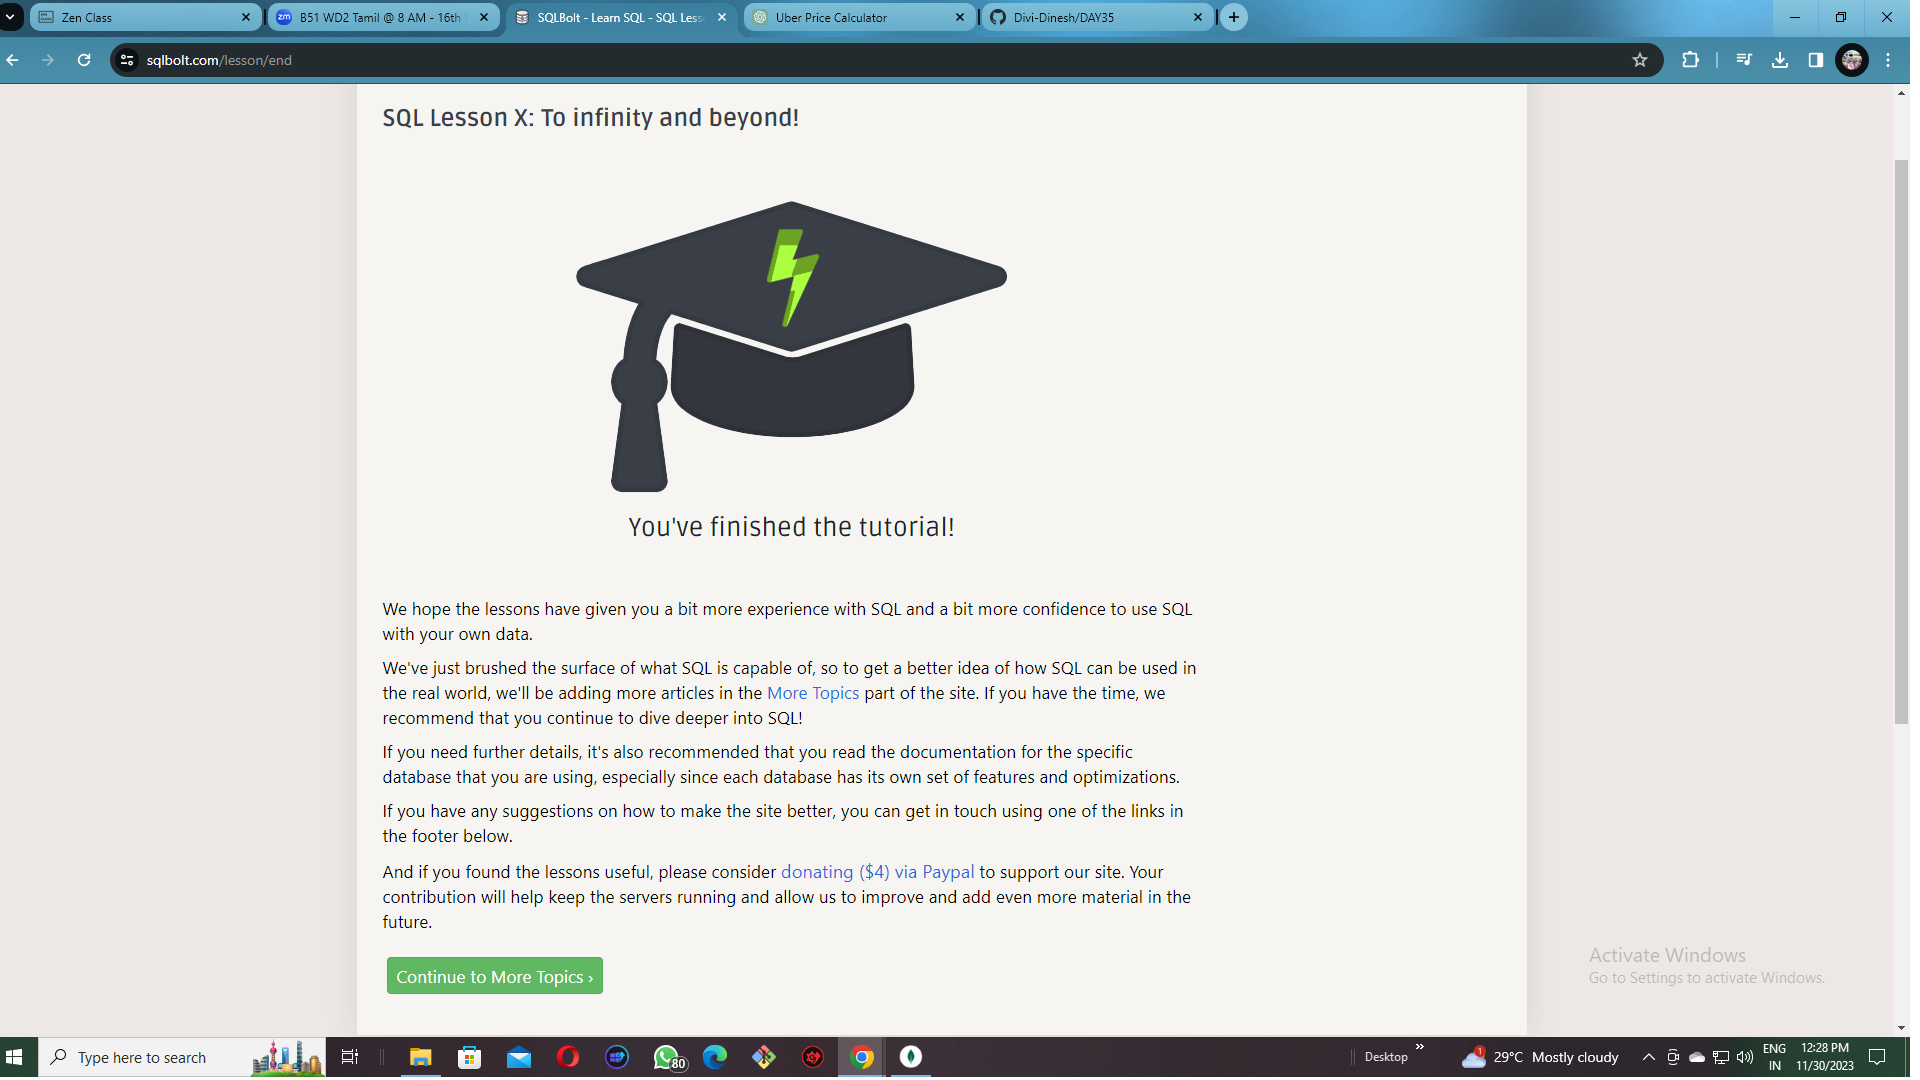 Zen Class
zm B51 WD2 Tamil @ 8 AM - 16th
SQLBolt - Learn SQL - SQL Less
Uber Price Calculator
Divi-Dinesh/DAY35
sqlbolt.com/lesson/end
SQL Lesson X: To infinity and beyond!
You've finished the tutorial!
We hope the lessons have given you a bit more experience with SQL and a bit more confidence to use SQL
with your own data.
We've just brushed the surface of what SQL is capable of, so to get a better idea of how SQL can be used in
the real world, we'll be adding more articles in the More Topics part of the site. If you have the time, we
recommend that you continue to dive deeper into SQL!
If you need further details, it's also recommended that you read the documentation for the specific
database that you are using, especially since each database has its own set of features and optimizations.
If you have any suggestions on how to make the site better, you can get in touch using one of the links in
the footer below.
And if you found the lessons useful, please consider donating ($4) via Paypal to support our site. Your
contribution will help keep the servers running and allow us to improve and add even more material in the
future.
Continue to More Topics ›
Activate Windows
Go to Settings to activate Windows.
Type here to search
80
Desktop
»
1
29°C Mostly cloudy
ENG
IN
12:28 PM
11/30/2023